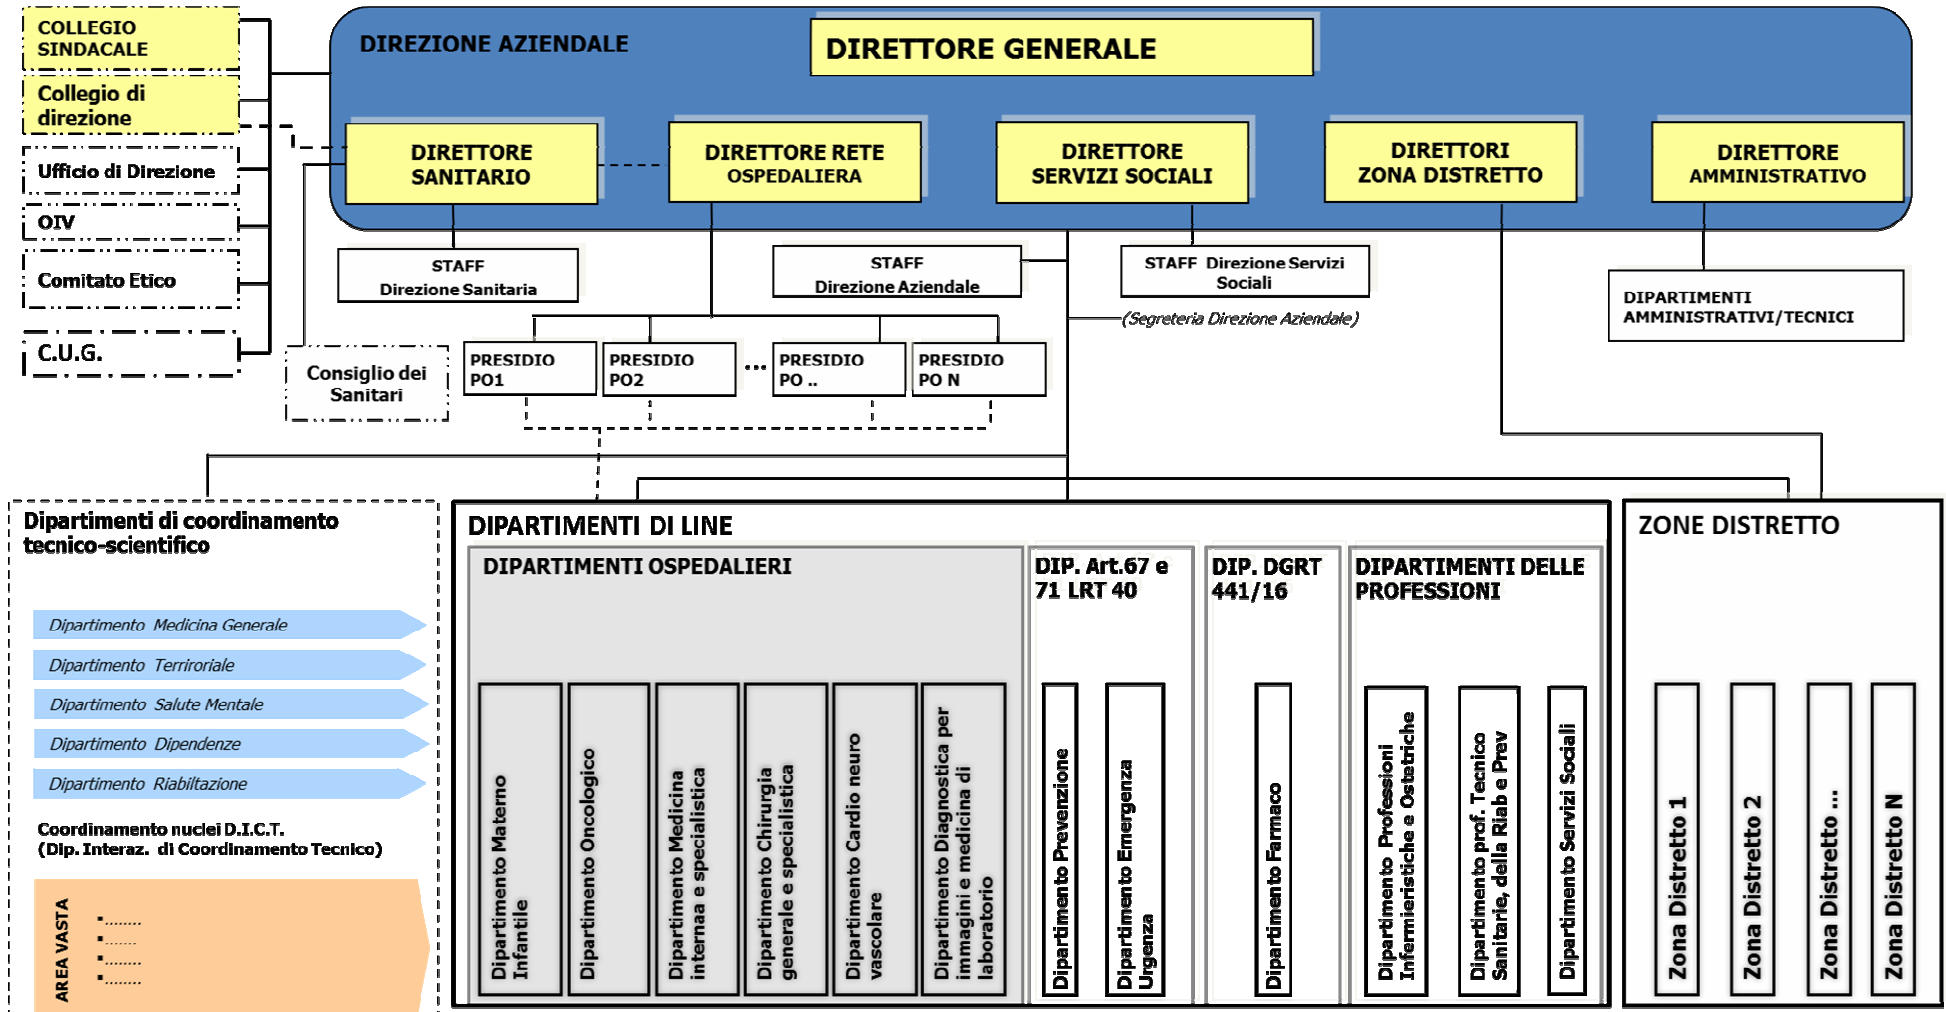 COLLEGIO
SINDACALE
Collegio di
direzione
Ufficio di Direzione
OIV
Comitato Etico
C.U.G.
DIREZIONE AZIENDALE
DIRETTORE GENERALE
DIRETTORE
SANITARIO
DIRETTORE RETE
OSPEDALIERA
DIRETTORE
SERVIZI SOCIALI
DIRETTORI
ZONA DISTRETTO
DIRETTORE
AMMINISTRATIVO
STAFF
Direzione Sanitaria
STAFF
Direzione Aziendale
STAFF Direzione Servizi
Sociali
(Segreteria Direzione Aziendale)
DIPARTIMENTI
AMMINISTRATIVI/TECNICI
Consiglio dei
Sanitari
PRESIDIO
PO1
PRESIDIO
PO2
...
PRESIDIO
PO ..
PRESIDIO
PO N
Dipartimenti di coordinamento
tecnico-scientifico
Dipartimento Medicina Generale
Dipartimento Terriroriale
Dipartimento Salute Mentale
Dipartimento Dipendenze
Dipartimento Riabiltazione
Coordinamento nuclei D.I.C.T.
(Dip. Interaz. di Coordinamento Tecnico)
AREA VASTA
▪........
▪.......
▪........
▪........
DIPARTIMENTI DI LINE
DIPARTIMENTI OSPEDALIERI
Dipartimento Materno
Infantile
Dipartimento Oncologico
Dipartimento Medicina
interna e specialistica
Dipartimento Chirurgia
generale e specialistica
Dipartimento Cardio neuro
vascolare
Dipartimento Diagnostica per
immagini e medicina di
laboratorio
DIP. Art.67 e
71 LRT 40
Dipartimento Prevenzione
Dipartimento Emergenza
Urgenza
DIP. DGRT
441/16
Dipartimento Farmaco
DIPARTIMENTI DELLE
PROFESSIONI
Dipartimento Professioni
Infermieristiche e Ostetriche
Dipartimento prof. Tecnico
Sanitarie, della Riab e Prev
Dipartimento Servizi Sociali
ZONE DISTRETTO
Zona Distretto 1
Zona Distretto 2
Zona Distretto ...
Zona Distretto N